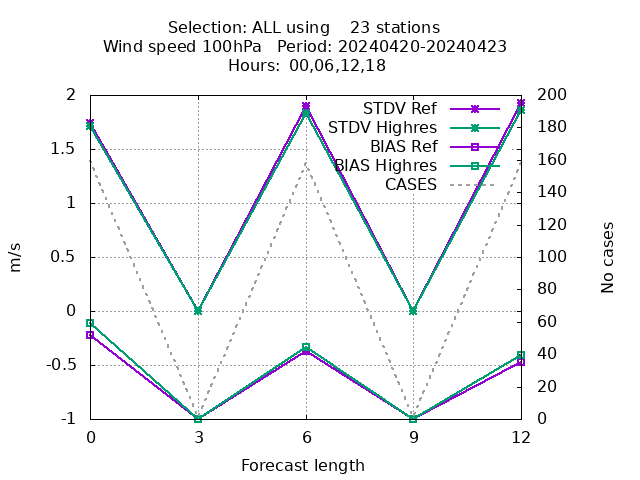 Selection: ALL using    23 stations
Wind speed 100hPa   Period: 20240420-20240423
Hours: 00,06,12,18
STDV Ref
STDV Highres
BIAS Ref
BIAS Highres
CASES
2
1.5
1
0.5
0
-0.5
-1
200
180
160
140
120
100
80
60
40
20
0
m/s
No cases
0
3
6
9
12
Forecast length